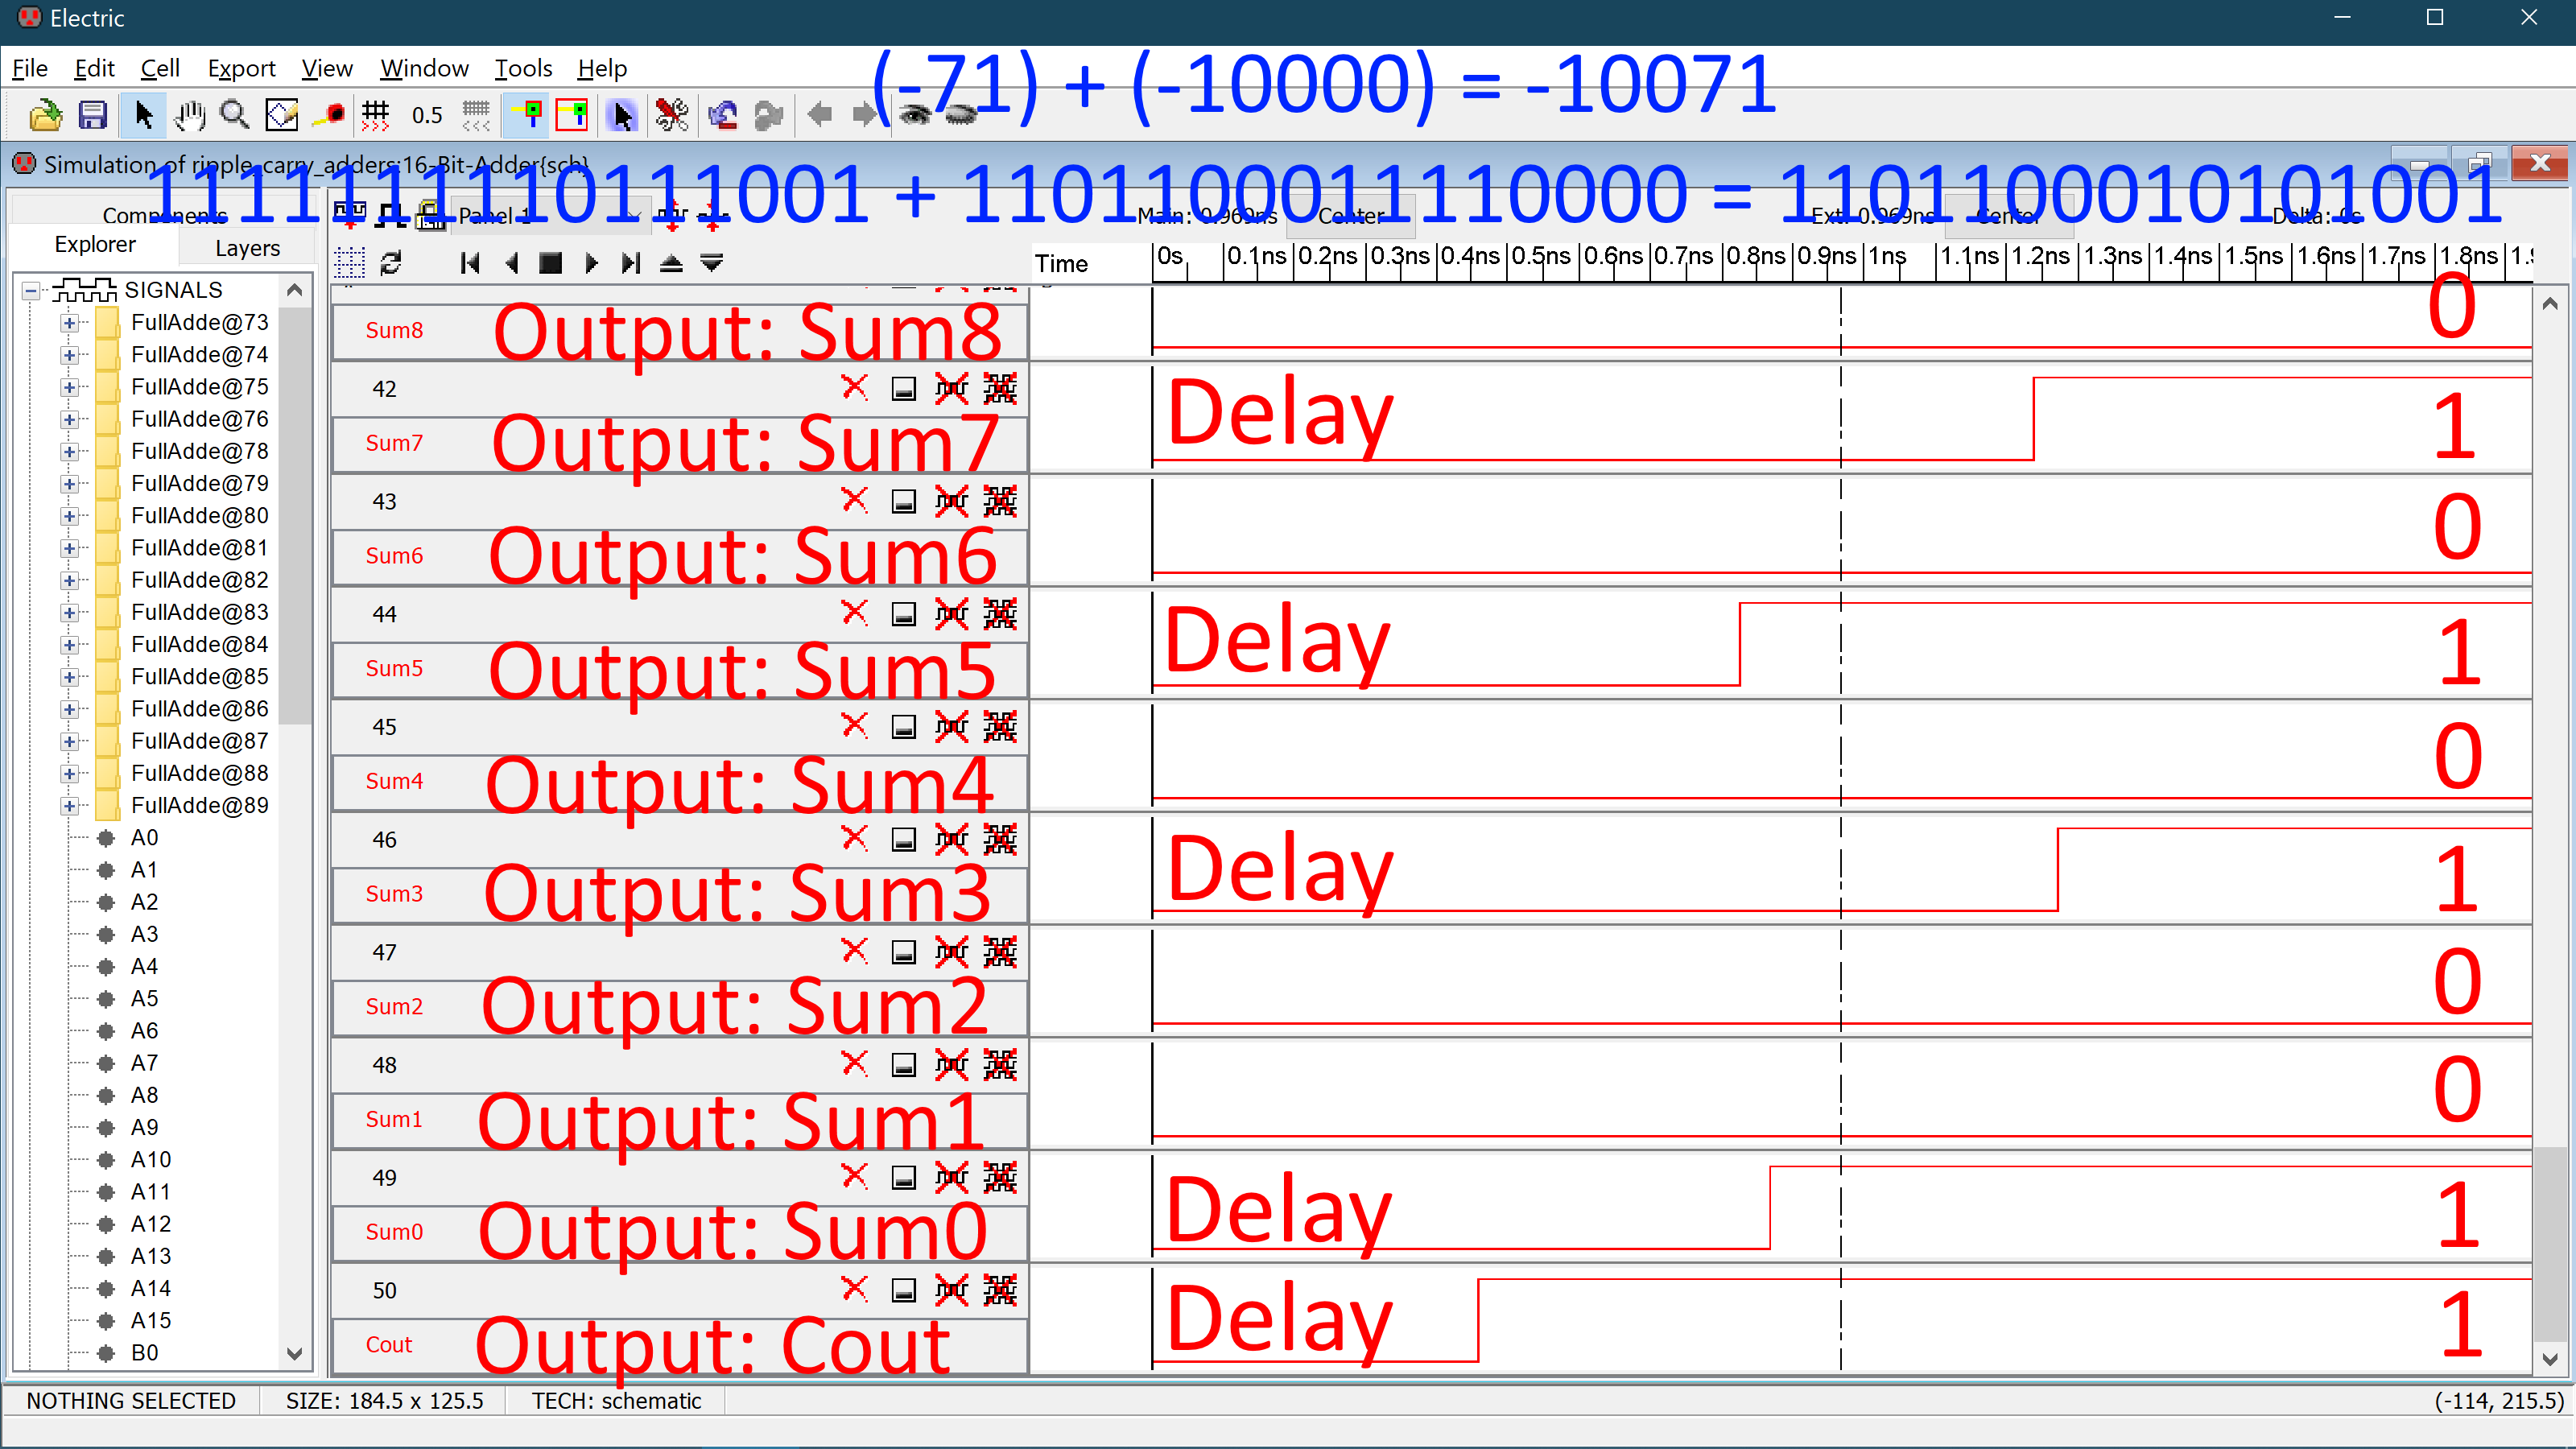 Electric
File Edit Cell Export View Window Tools Help
(-71) + (-10000) = -10071
0.5
Simulation of ripple_carry_adders:16-Bit-Adder{sch}
1111111110111001 + 1101100011110000 = 1101100010101001
Components
Explorer Layers
Panel 1
Main: 0.969ns Center Ext: 0.969ns Center Delta: 0s
Time 0s 0.1ns 0.2ns 0.3ns 0.4ns 0.5ns 0.6ns 0.7ns 0.8ns 0.9ns 1ns 1.1ns 1.2ns 1.3ns 1.4ns 1.5ns 1.6ns 1.7ns 1.8ns
SIGNALS
FullAdde@73
FullAdde@74
FullAdde@75
FullAdde@76
FullAdde@78
FullAdde@79
FullAdde@80
FullAdde@81
FullAdde@82
FullAdde@83
FullAdde@84
FullAdde@85
FullAdde@86
FullAdde@87
FullAdde@88
FullAdde@89
A0
A1
A2
A3
A4
A5
A6
A7
A8
A9
A10
A11
A12
A13
A14
A15
B0
Sum8 Output: Sum8 0
42
Sum7 Output: Sum7 Delay 1
43
Sum6 Output: Sum6 0
44
Sum5 Output: Sum5 Delay 1
45
Sum4 Output: Sum4 0
46
Sum3 Output: Sum3 Delay 1
47
Sum2 Output: Sum2 0
48
Sum1 Output: Sum1 0
49
Sum0 Output: Sum0 Delay 1
50
Cout Output: Cout Delay 1
NOTHING SELECTED SIZE: 184.5 x 125.5 TECH: schematic (-114, 215.5)